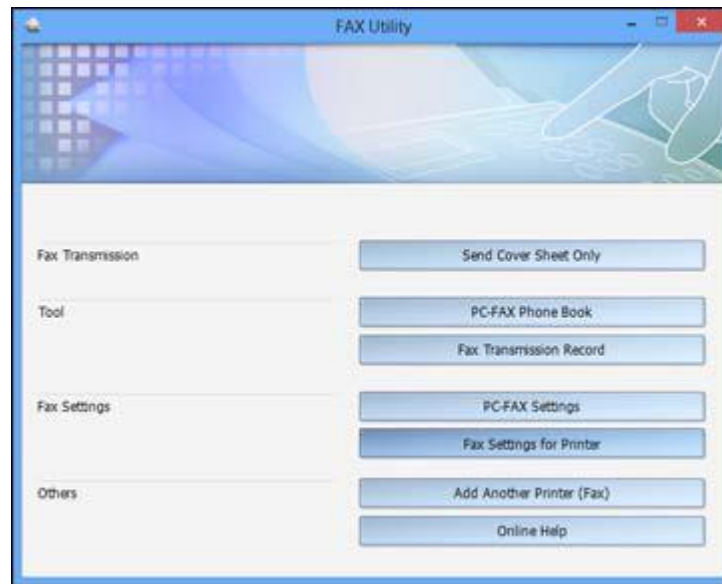 FAX Utility
Fax Transmission
Send Cover Sheet Only
Tool
PC-FAX Phone Book
Fax Transmission Record
Fax Settings
PC-FAX Settings
Fax Settings for Printer
Others
Add Another Printer (Fax)
Online Help